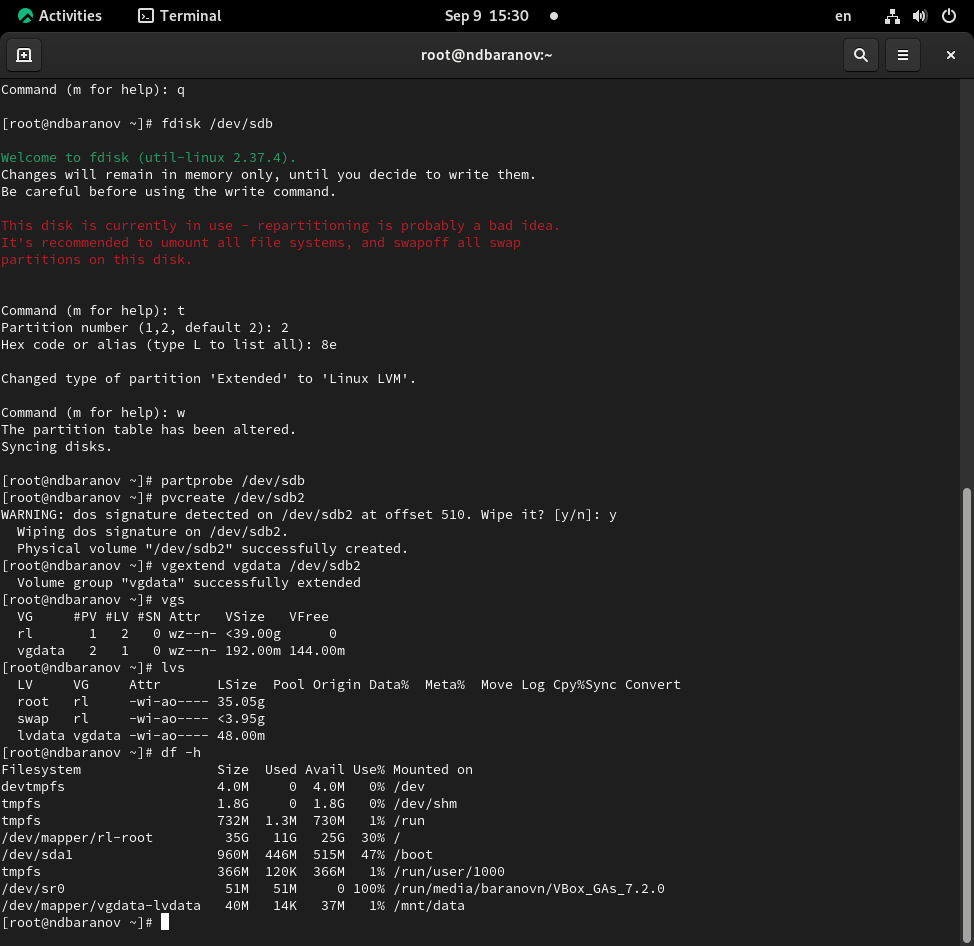 Activities Terminal Sep 9 15:30 en
root@ndbaranov:~
Command (m for help): q
[root@ndbaranov ~]# fdisk /dev/sdb
Welcome to fdisk (util-linux 2.37.4).
Changes will remain in memory only, until you decide to write them.
Be careful before using the write command.
This disk is currently in use - repartitioning is probably a bad idea.
It's recommended to umount all file systems, and swapoff all swap
partitions on this disk.
Command (m for help): t
Partition number (1,2, default 2): 2
Hex code or alias (type L to list all): 8e
Changed type of partition 'Extended' to 'Linux LVM'.
Command (m for help): w
The partition table has been altered.
Syncing disks.
[root@ndbaranov ~]# partprobe /dev/sdb
[root@ndbaranov ~]# pvcreate /dev/sdb2
WARNING: dos signature detected on /dev/sdb2 at offset 510. Wipe it? [y/n]: y
  Wiping dos signature on /dev/sdb2.
  Physical volume "/dev/sdb2" successfully created.
[root@ndbaranov ~]# vgextend vgdata /dev/sdb2
  Volume group "vgdata" successfully extended
[root@ndbaranov ~]# vgs
  VG     #PV #LV #SN Attr   VSize   VFree
  rl       1   2   0 wz--n- <39.00g      0
  vgdata   2   1   0 wz--n- 192.00m 144.00m
[root@ndbaranov ~]# lvs
  LV     VG     Attr       LSize  Pool Origin Data%  Meta%  Move Log Cpy%Sync Convert
  root   rl     -wi-ao---- 35.05g
  swap   rl     -wi-ao---- <3.95g
  lvdata vgdata -wi-ao---- 48.00m
[root@ndbaranov ~]# df -h
Filesystem                 Size  Used Avail Use% Mounted on
devtmpfs                   4.0M     0  4.0M   0% /dev
tmpfs                      1.8G     0  1.8G   0% /dev/shm
tmpfs                      732M  1.3M  730M   1% /run
/dev/mapper/rl-root         35G   11G   25G  30% /
/dev/sda1                  960M  446M  515M  47% /boot
tmpfs                      366M  120K  366M   1% /run/user/1000
/dev/sr0                    51M   51M     0 100% /run/media/baranovn/VBox_GAs_7.2.0
/dev/mapper/vgdata-lvdata   40M   14K   37M   1% /mnt/data
[root@ndbaranov ~]#